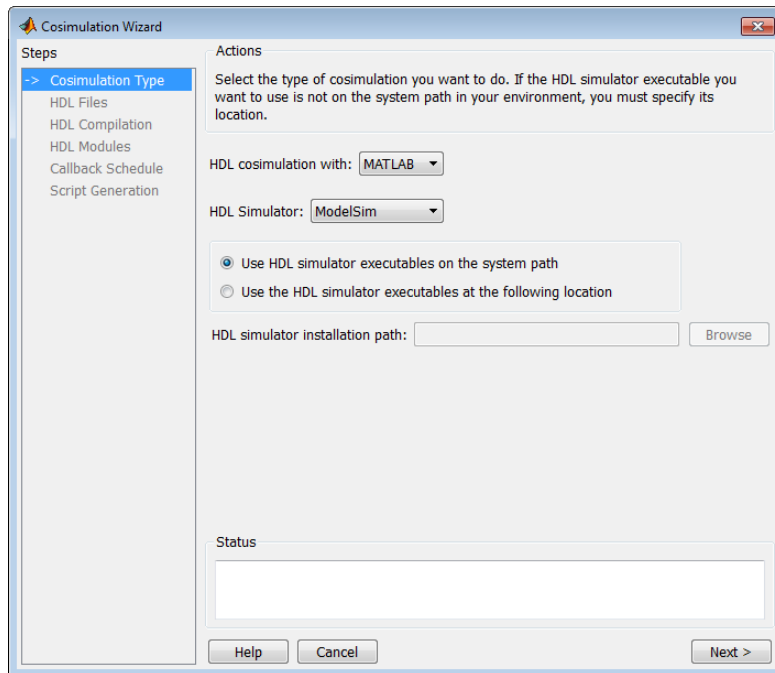 Cosimulation Wizard
Steps
-> Cosimulation Type
HDL Files
HDL Compilation
HDL Modules
Callback Schedule
Script Generation
Actions
Select the type of cosimulation you want to do. If the HDL simulator executable you
want to use is not on the system path in your environment, you must specify its
location.
HDL cosimulation with: MATLAB
HDL Simulator: ModelSim
Use HDL simulator executables on the system path
Use the HDL simulator executables at the following location
HDL simulator installation path: Browse
Status
Help Cancel Next >